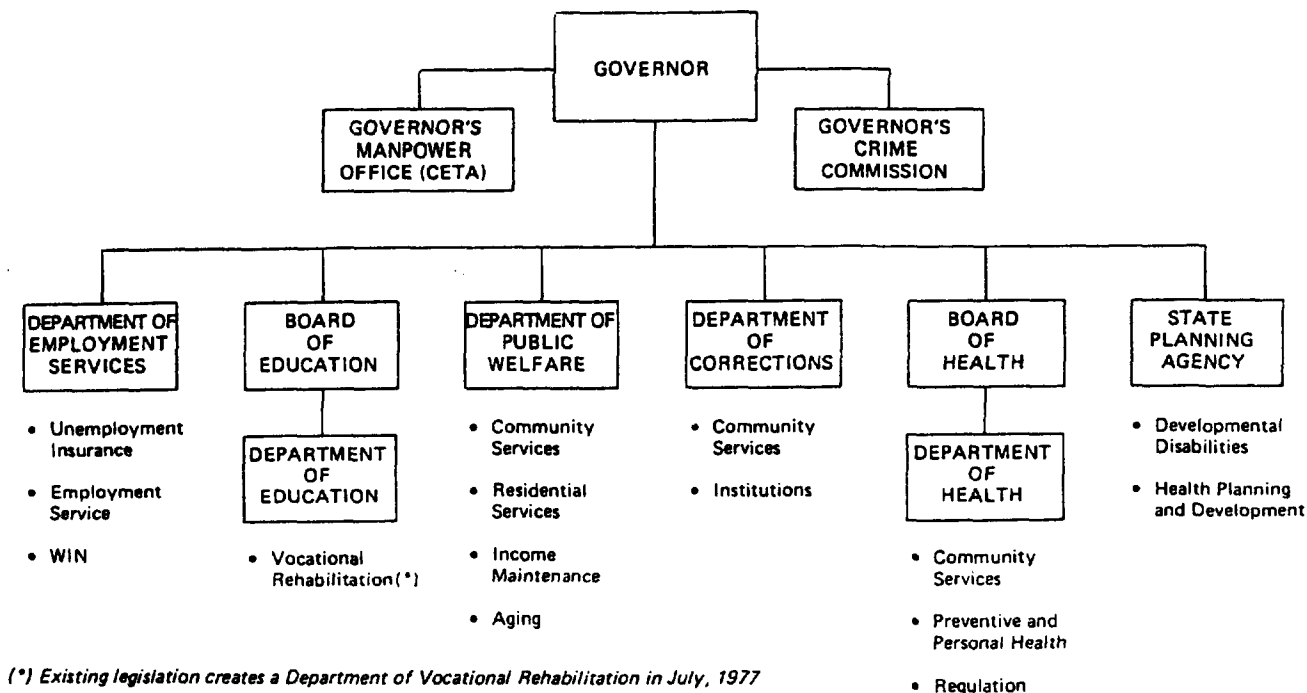 GOVERNOR
GOVERNOR'S
MANPOWER
OFFICE (CETA)
GOVERNOR'S
CRIME
COMMISSION
DEPARTMENT OF
EMPLOYMENT
SERVICES
• Unemployment
Insurance
• Employment
Service
• WIN
BOARD
OF
EDUCATION
DEPARTMENT
OF
EDUCATION
• Vocational
Rehabilitation(*)
DEPARTMENT OF
PUBLIC
WELFARE
• Community
Services
• Residential
Services
• Income
Maintenance
• Aging
DEPARTMENT
OF
CORRECTIONS
• Community
Services
• Institutions
BOARD
OF
HEALTH
DEPARTMENT
OF
HEALTH
• Community
Services
• Preventive and
Personal Health
• Regulation
STATE
PLANNING
AGENCY
• Developmental
Disabilities
• Health Planning
and Development
(*) Existing legislation creates a Department of Vocational Rehabilitation in July, 1977